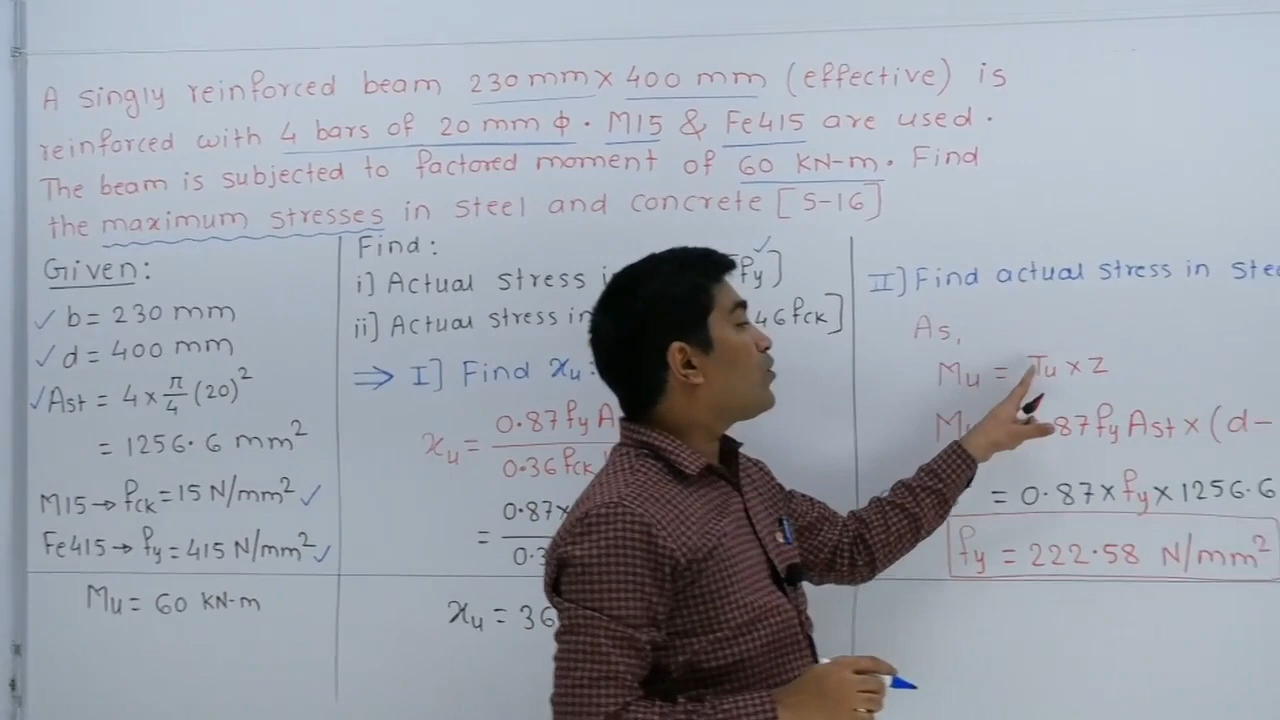 A singly reinforced beam 230 mm x 400 mm (effective) is
reinforced with 4 bars of 20 mm ϕ. M15 & Fe415 are used.
The beam is subjected to factored moment of 60 KN-m. Find
the maximum stresses in steel and concrete [S-16]
Given:
✓ b = 230 mm
✓ d = 400 mm
✓ Ast = 4 × π/4 (20)²
= 1256.6 mm²
M15 → fck = 15 N/mm² ✓
Fe415 → fy = 415 N/mm² ✓
Mu = 60 KN-m
Find:
i] Actual stress fy]
ii] Actual stress in 46fck]
⇒ I] Find xu:
xu = 0.87 fy A / 0.36 fck
= 0.87× / 0.3
xu = 36
II] Find actual stress in stee
As,
Mu = Tu × Z
87 fy Ast × (d-
= 0.87 × fy × 1256.6
fy = 222.58 N/mm²